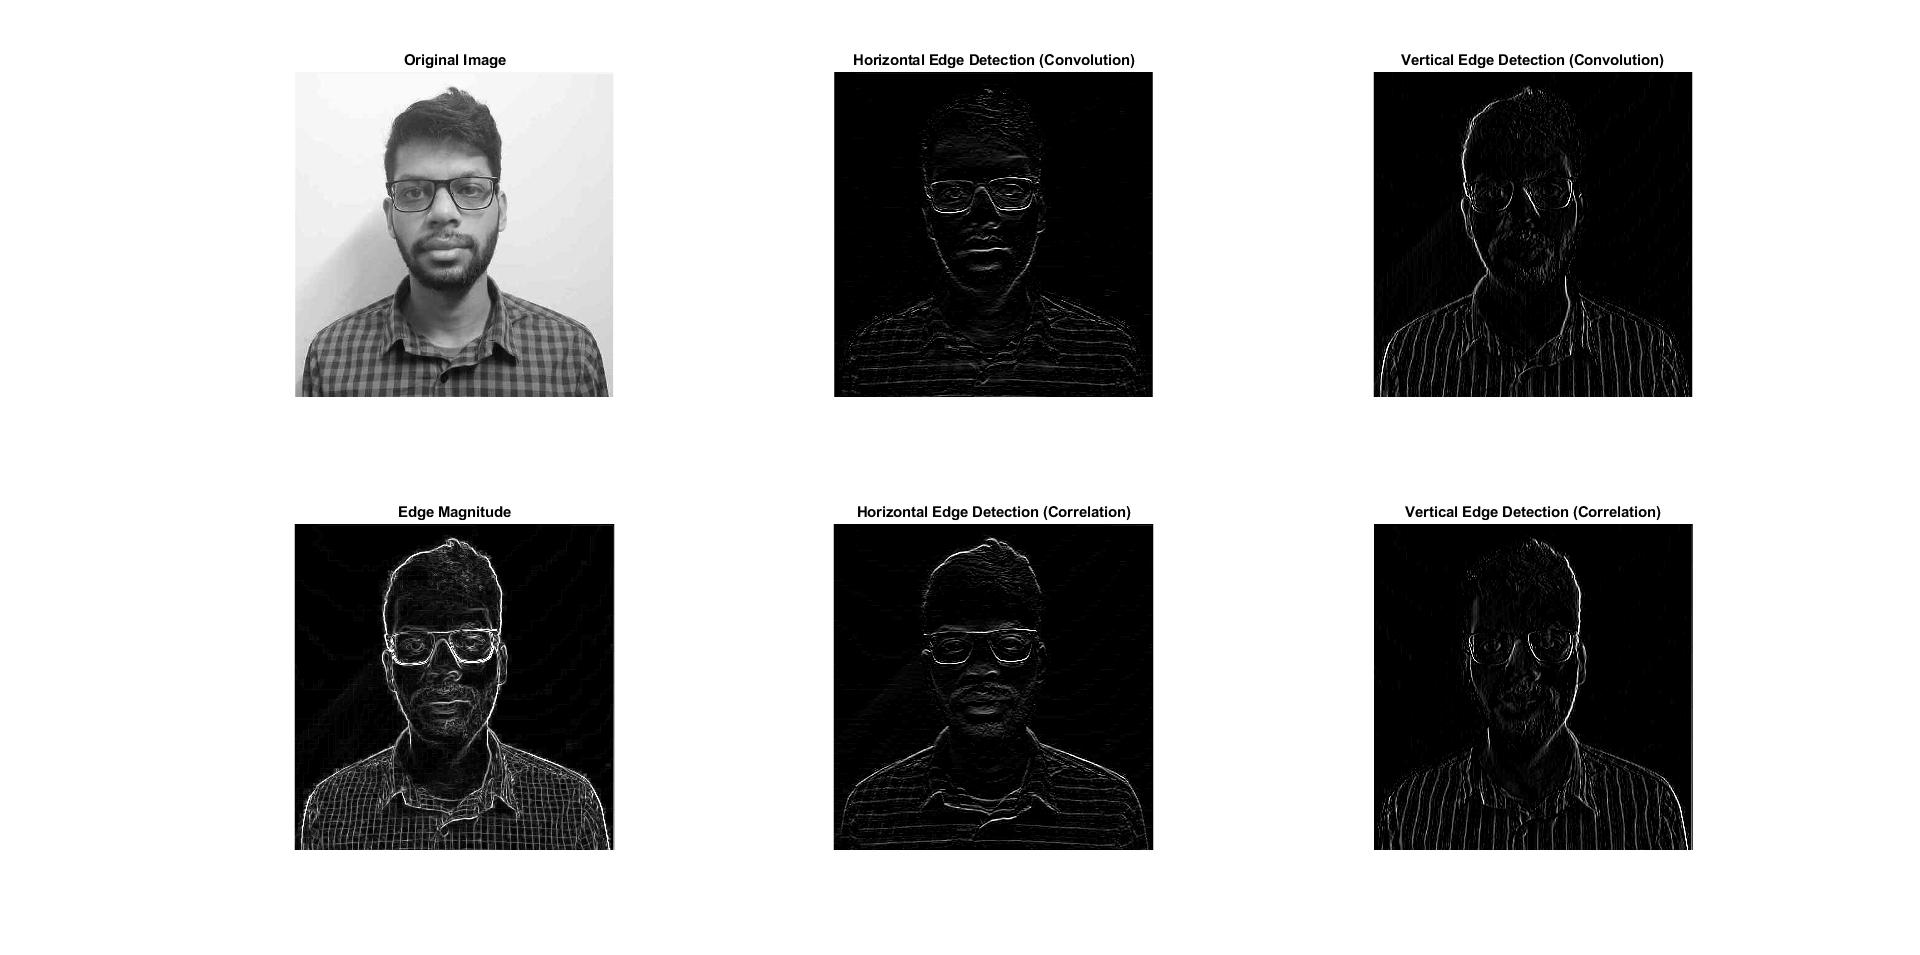 Original Image
Horizontal Edge Detection (Convolution)
Vertical Edge Detection (Convolution)
Edge Magnitude
Horizontal Edge Detection (Correlation)
Vertical Edge Detection (Correlation)